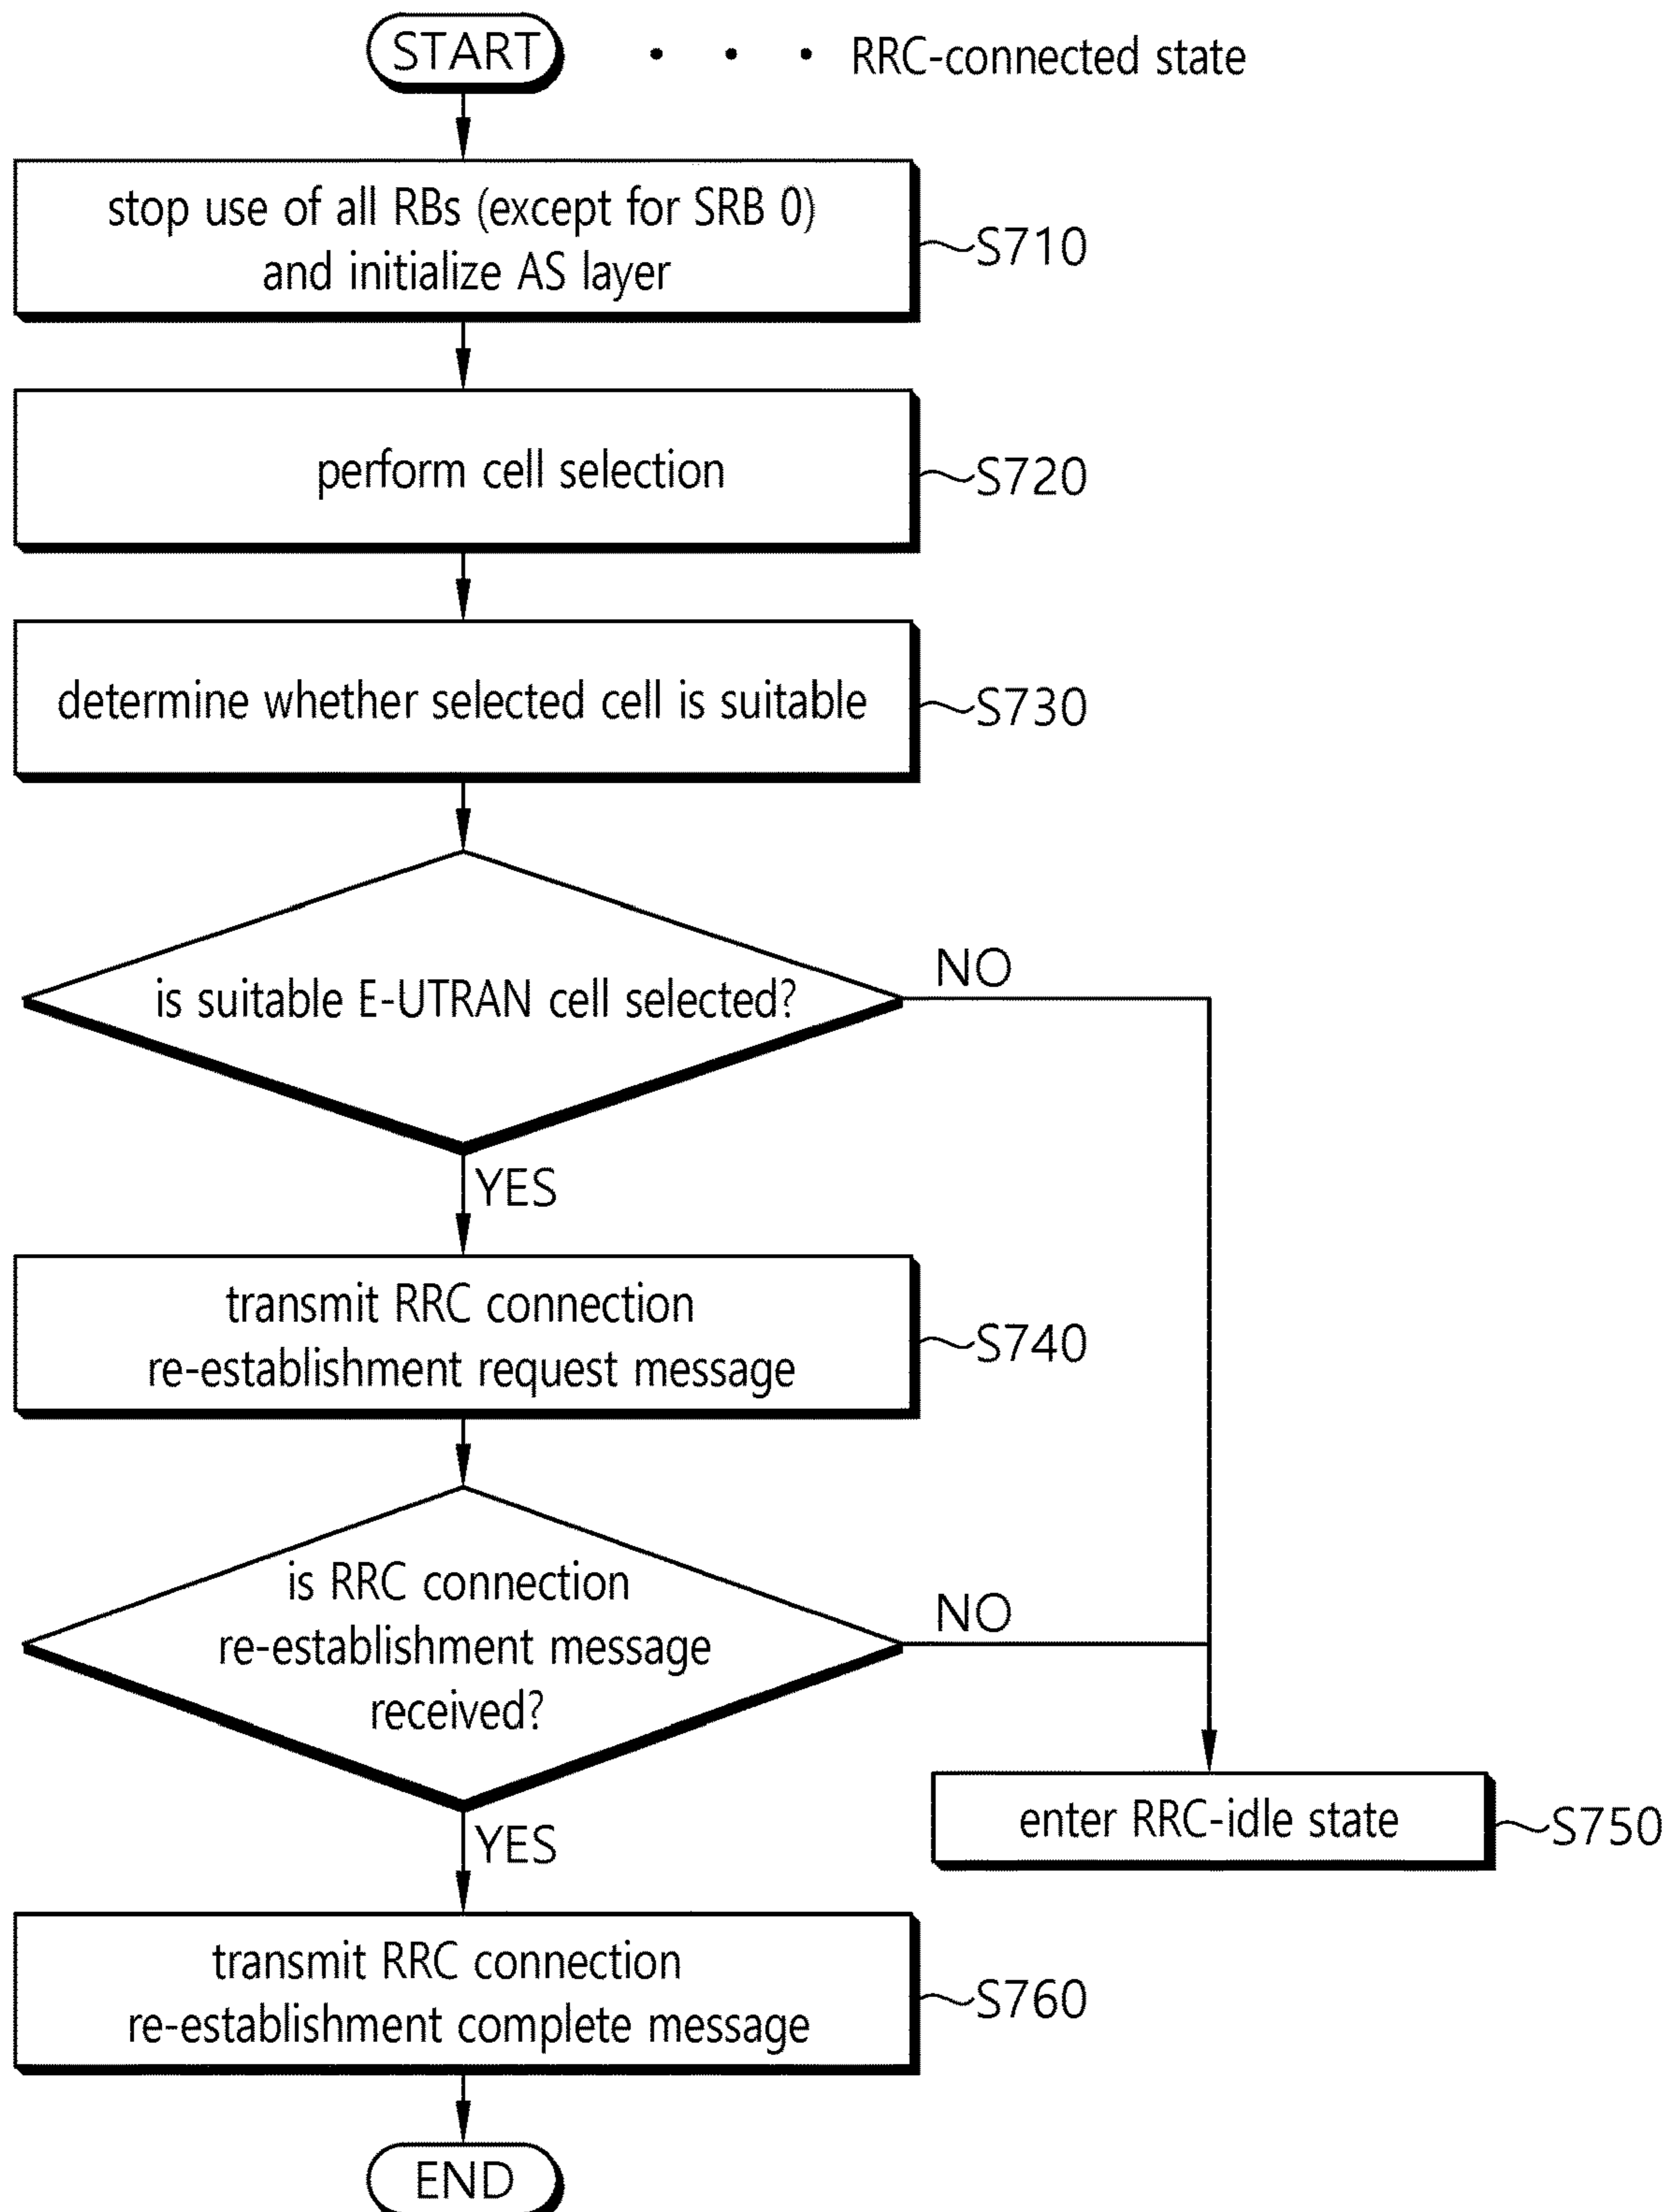 START
RRC-connected state
stop use of all RBs (except for SRB 0)
and initialize AS layer
S710
perform cell selection
S720
determine whether selected cell is suitable
S730
is suitable E-UTRAN cell selected?
NO
YES
transmit RRC connection
re-establishment request message
S740
is RRC connection
re-establishment message
received?
NO
YES
enter RRC-idle state
S750
transmit RRC connection
re-establishment complete message
S760
END